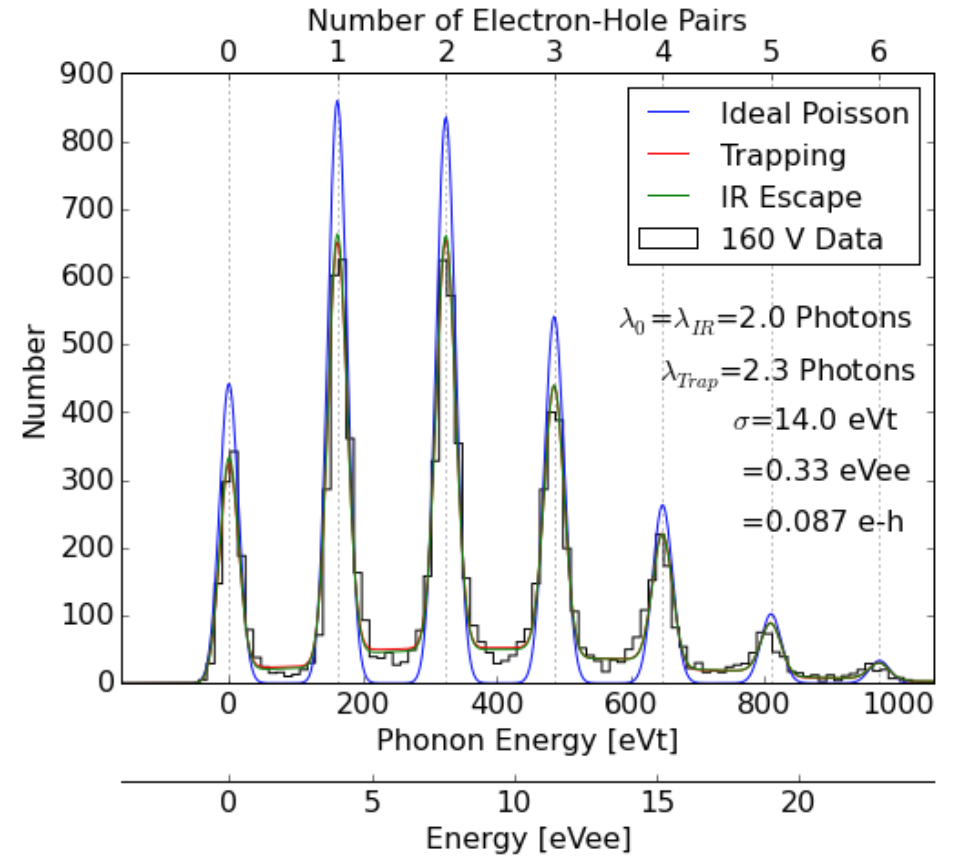 Number of Electron-Hole Pairs
0 1 2 3 4 5 6
900
800
700
600
500
400
300
200
100
0
Number
Ideal Poisson
Trapping
IR Escape
160 V Data
λ₀=λ_IR=2.0 Photons
λ_Trap=2.3 Photons
σ=14.0 eVt
=0.33 eVee
=0.087 e-h
0 200 400 600 800 1000
Phonon Energy [eVt]
0 5 10 15 20
Energy [eVee]